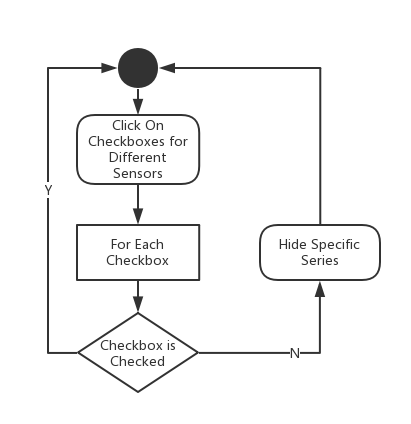 Click On
Checkboxes for
Different
Sensors
Y
For Each
Checkbox
Hide Specific
Series
Checkbox is
Checked
N